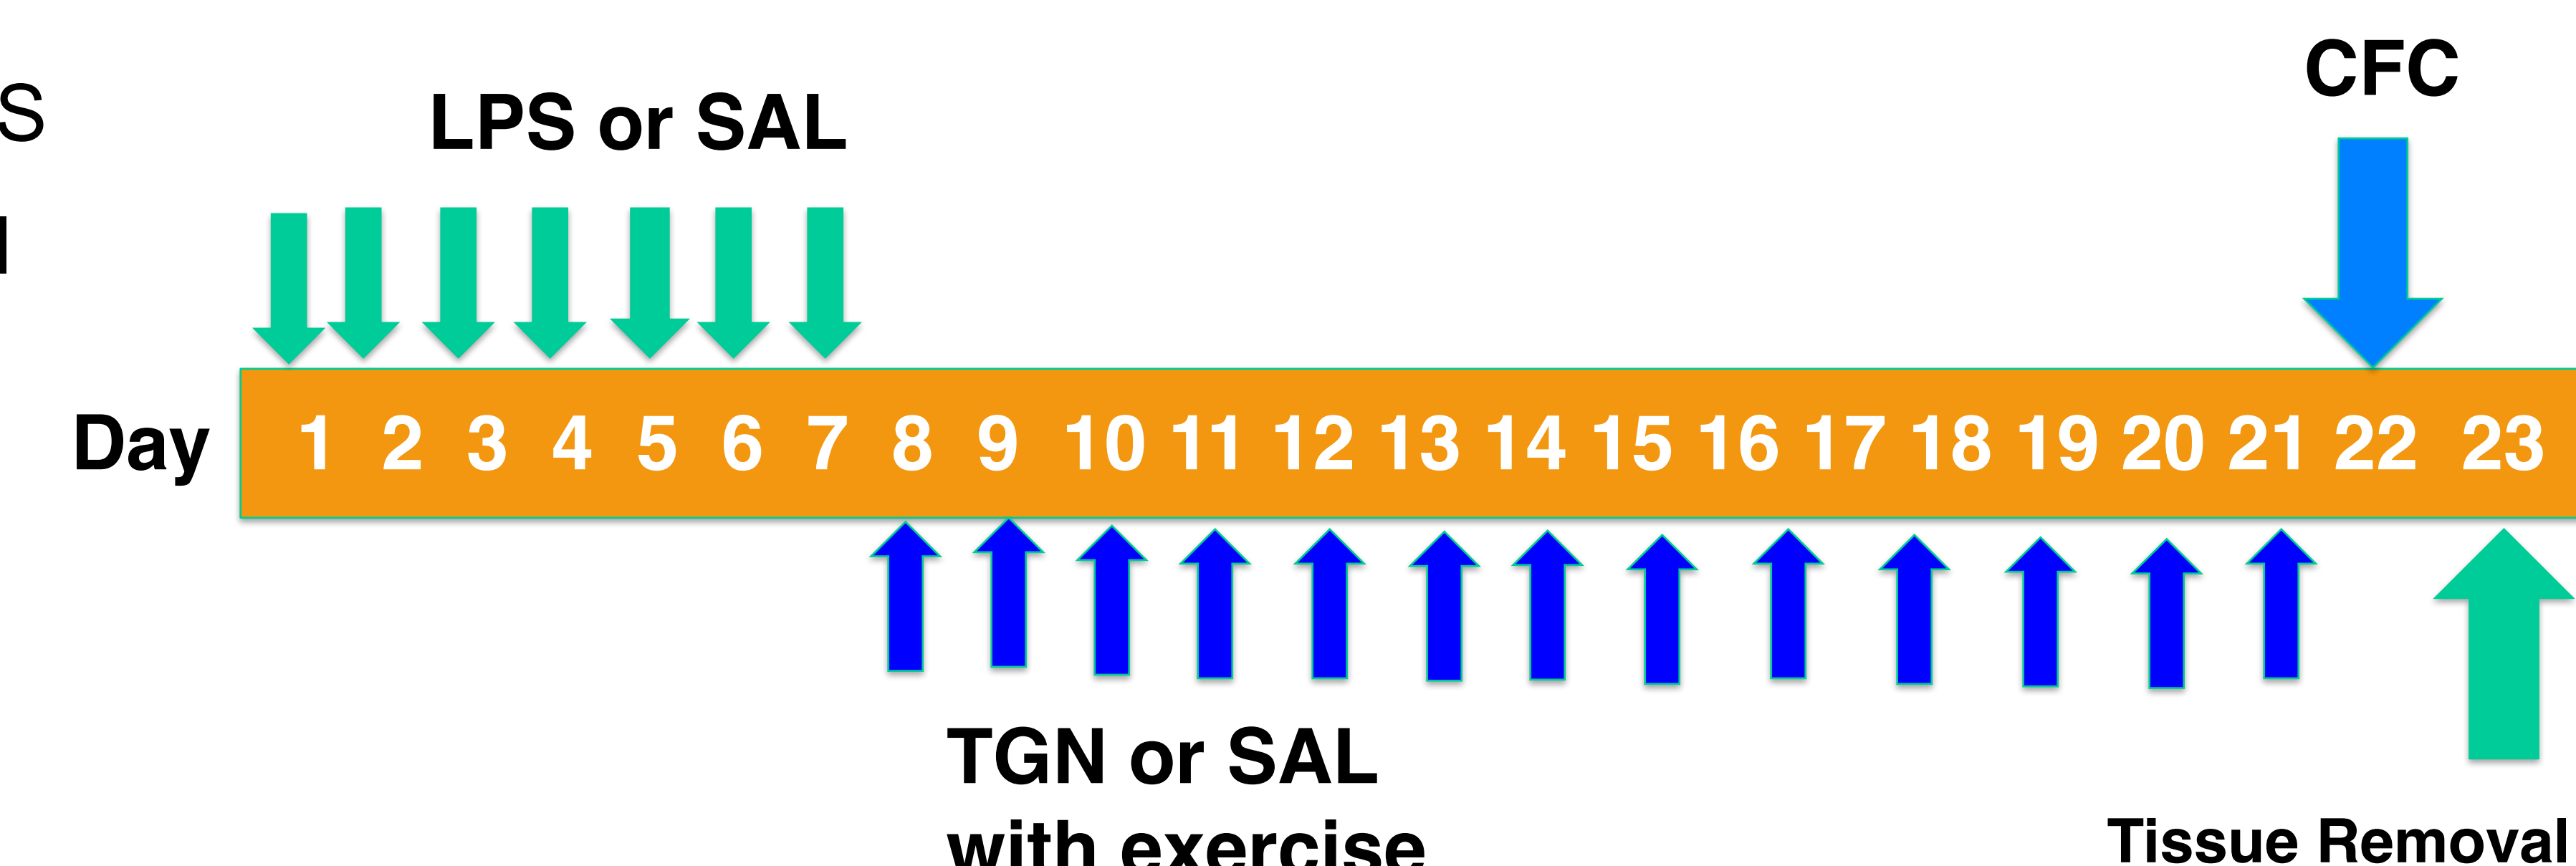 CFC
S
LPS or SAL
Day 1 2 3 4 5 6 7 8 9 10 11 12 13 14 15 16 17 18 19 20 21 22 23
TGN or SAL
with exercise
Tissue Removal